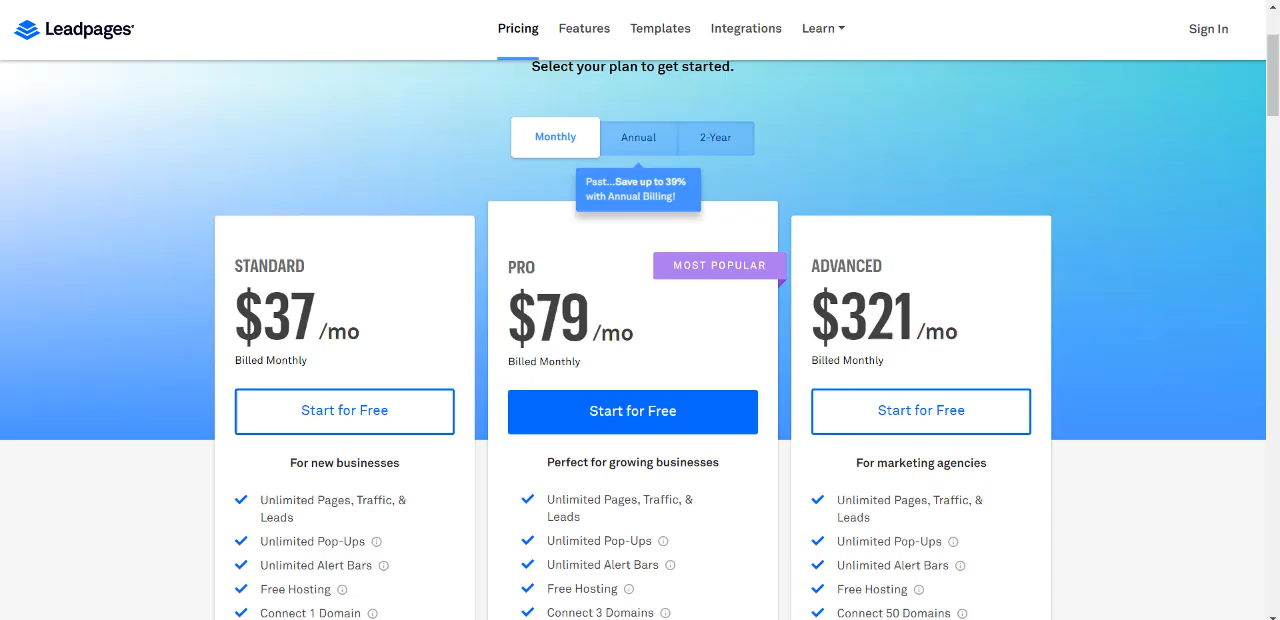 Leadpages
Pricing Features Templates Integrations Learn
Sign In
Select your plan to get started.
Monthly Annual 2-Year
Psst...Save up to 39%
with Annual Billing!
STANDARD
$37 /mo
Billed Monthly
Start for Free
For new businesses
Unlimited Pages, Traffic, &
Leads
Unlimited Pop-Ups
Unlimited Alert Bars
Free Hosting
Connect 1 Domain
MOST POPULAR
PRO
$79 /mo
Billed Monthly
Start for Free
Perfect for growing businesses
Unlimited Pages, Traffic, &
Leads
Unlimited Pop-Ups
Unlimited Alert Bars
Free Hosting
Connect 3 Domains
ADVANCED
$321 /mo
Billed Monthly
Start for Free
For marketing agencies
Unlimited Pages, Traffic, &
Leads
Unlimited Pop-Ups
Unlimited Alert Bars
Free Hosting
Connect 50 Domains